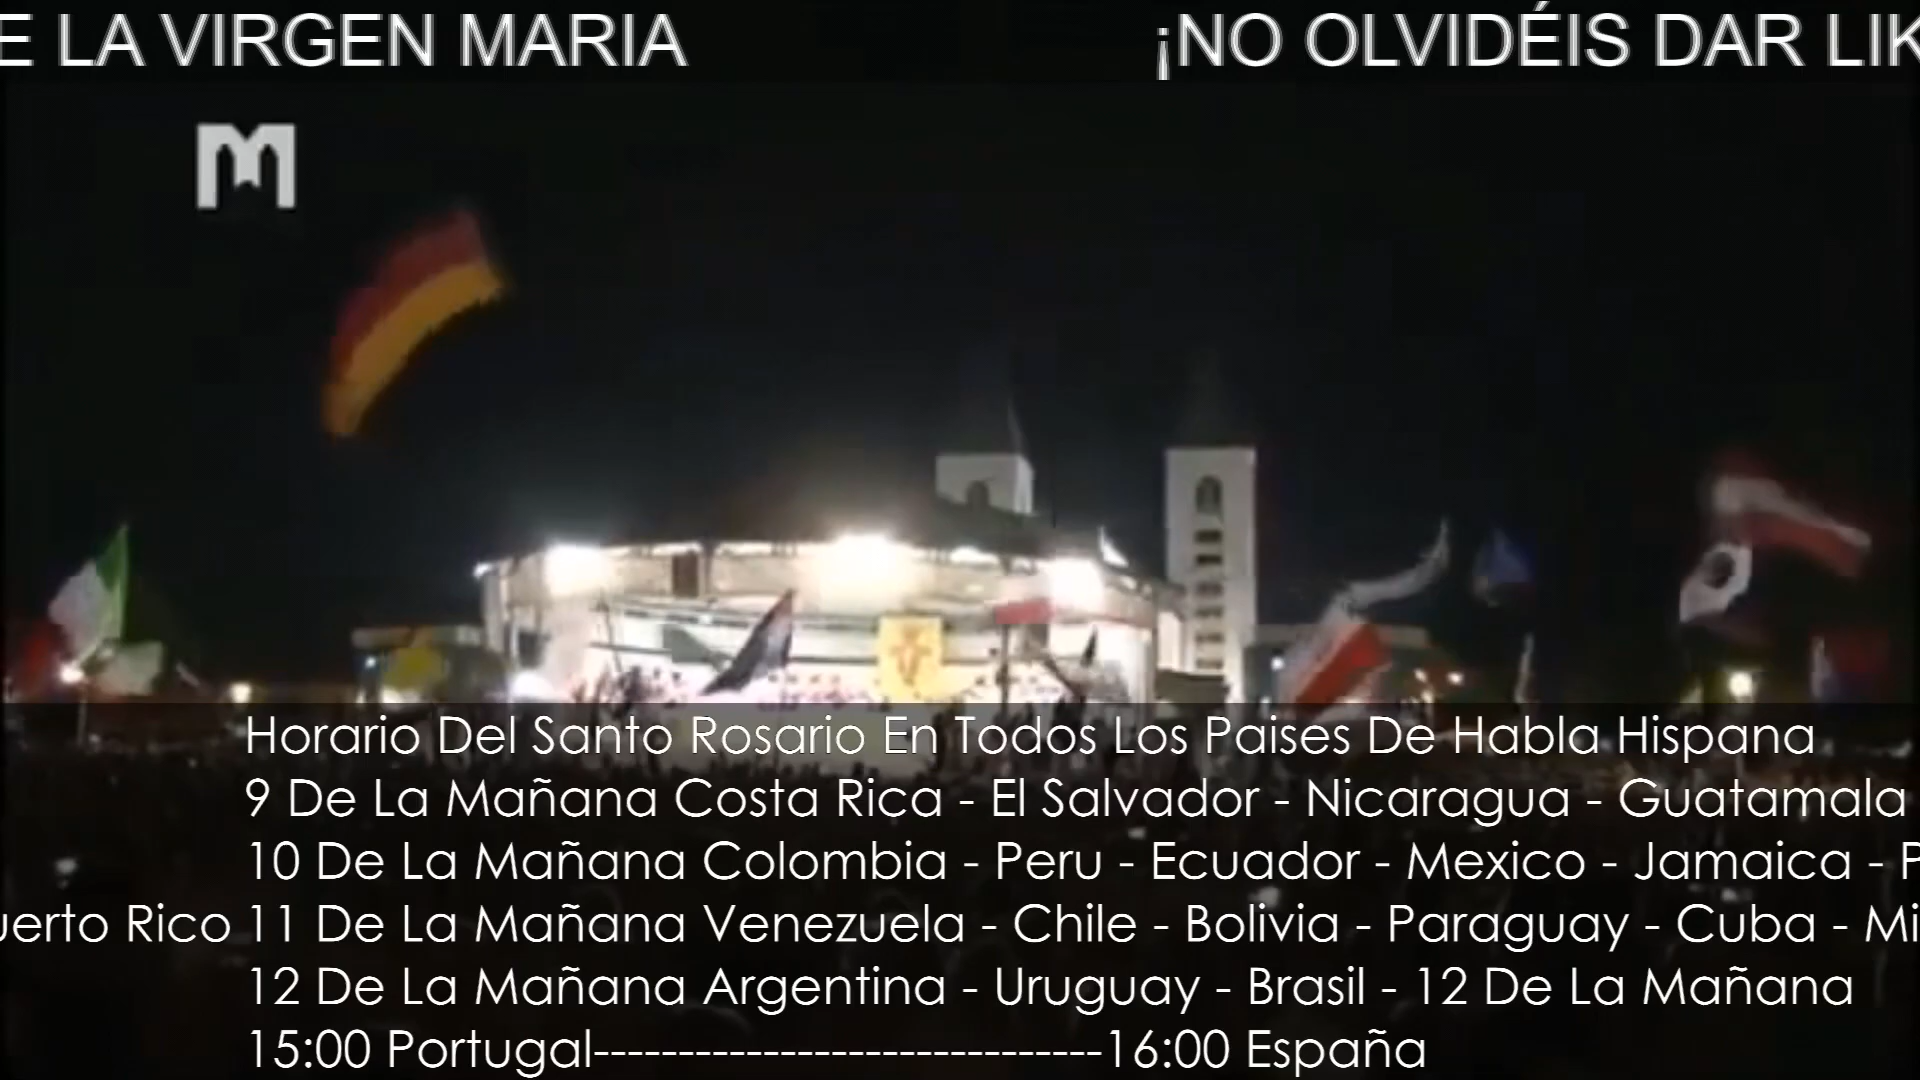 E LA VIRGEN MARIA ¡NO OLVIDÉIS DAR LIK
M
Horario Del Santo Rosario En Todos Los Paises De Habla Hispana
9 De La Mañana Costa Rica - El Salvador - Nicaragua - Guatamala
10 De La Mañana Colombia - Peru - Ecuador - Mexico - Jamaica - P
uerto Rico 11 De La Mañana Venezuela - Chile - Bolivia - Paraguay - Cuba - Mi
12 De La Mañana Argentina - Uruguay - Brasil - 12 De La Mañana
15:00 Portugal------------------------------16:00 España